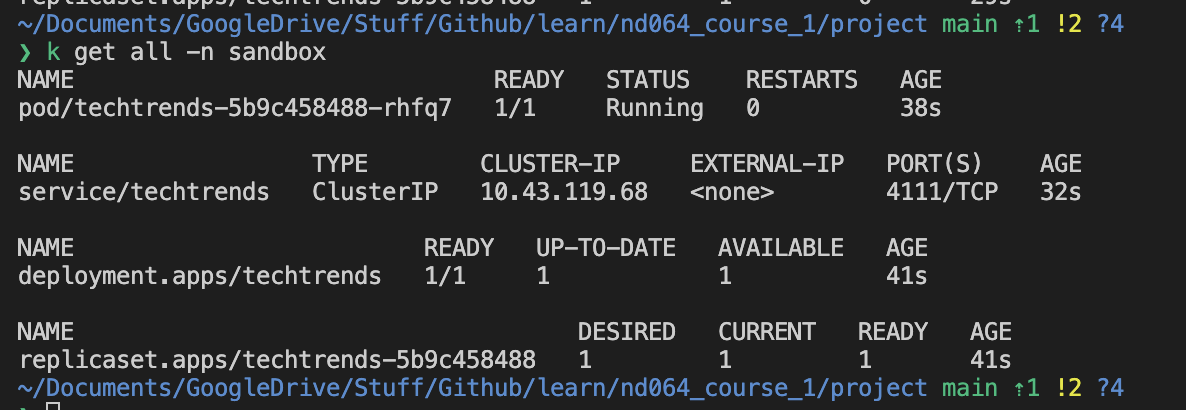 replicaset.apps/techtrends-5b9c458488 1 1 0 29s
~/Documents/GoogleDrive/Stuff/Github/learn/nd064_course_1/project main ⇡1 !2 ?4
❯ k get all -n sandbox
NAME READY STATUS RESTARTS AGE
pod/techtrends-5b9c458488-rhfq7 1/1 Running 0 38s
NAME TYPE CLUSTER-IP EXTERNAL-IP PORT(S) AGE
service/techtrends ClusterIP 10.43.119.68 <none> 4111/TCP 32s
NAME READY UP-TO-DATE AVAILABLE AGE
deployment.apps/techtrends 1/1 1 1 41s
NAME DESIRED CURRENT READY AGE
replicaset.apps/techtrends-5b9c458488 1 1 1 41s
~/Documents/GoogleDrive/Stuff/Github/learn/nd064_course_1/project main ⇡1 !2 ?4